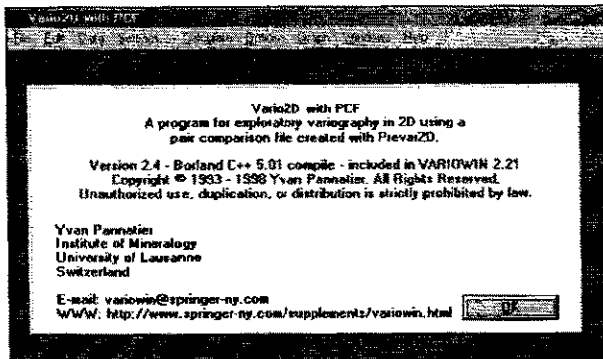 Vario2D with PCF
Vario2D with PCF
A program for exploratory variography in 2D using a
pair comparison file created with Prevar2D.
Version 2.4 - Borland C++ 5.01 compile - included in VARIOWIN 2.21
Copyright © 1993 - 1998 Yvan Pannatier. All Rights Reserved.
Unauthorized use, duplication, or distribution is strictly prohibited by law.
Yvan Pannatier
Institute of Mineralogy
University of Lausanne
Switzerland
E-mail: variowin@springer-ny.com
WWW: http://www.springer-ny.com/supplements/variowin.html
OK